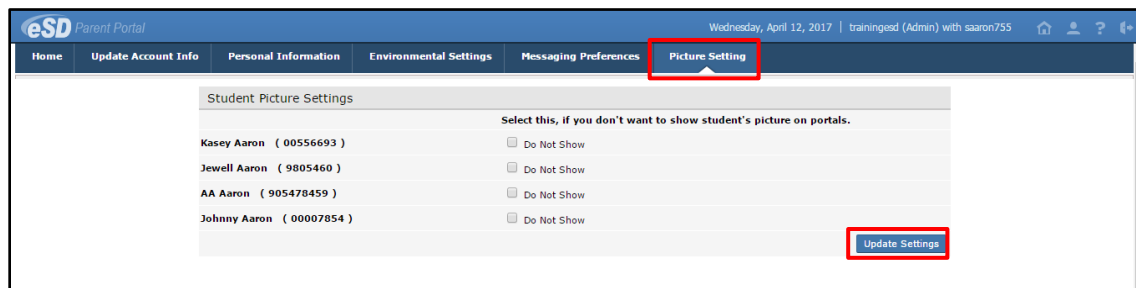 eSD Parent Portal Wednesday, April 12, 2017 | trainingesd (Admin) with saaron755 ?
Home Update Account Info Personal Information Environmental Settings Messaging Preferences Picture Setting
Student Picture Settings
Select this, if you don't want to show student's picture on portals.
Kasey Aaron ( 00556693 ) Do Not Show
Jewell Aaron ( 9805460 ) Do Not Show
AA Aaron ( 905478459 ) Do Not Show
Johnny Aaron ( 00007854 ) Do Not Show
Update Settings